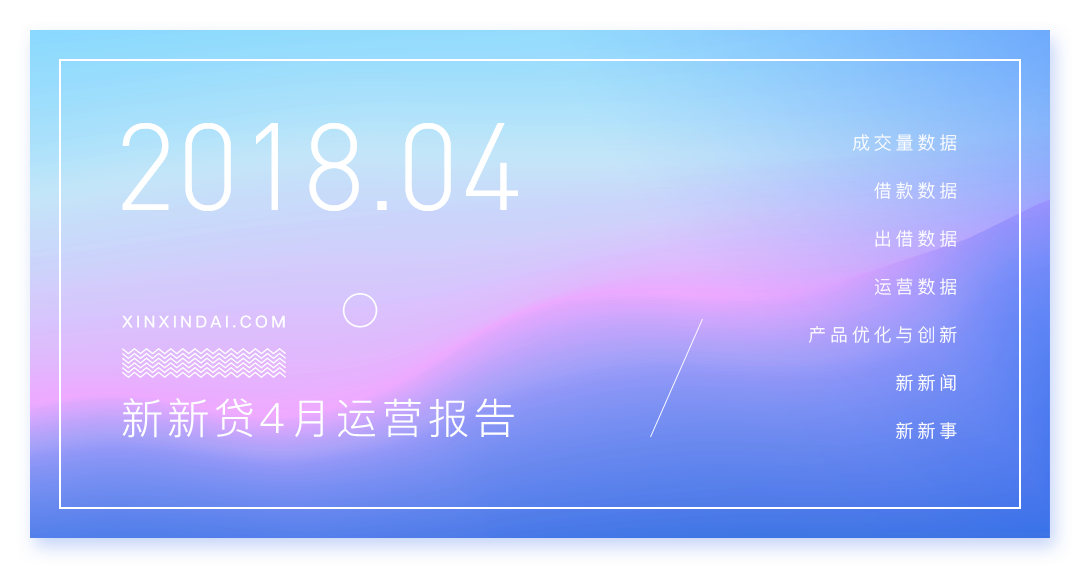 2018.04
XINXINDAI.COM
新新贷4月运营报告
成交量数据
借款数据
出借数据
运营数据
产品优化与创新
新新闻
新新事